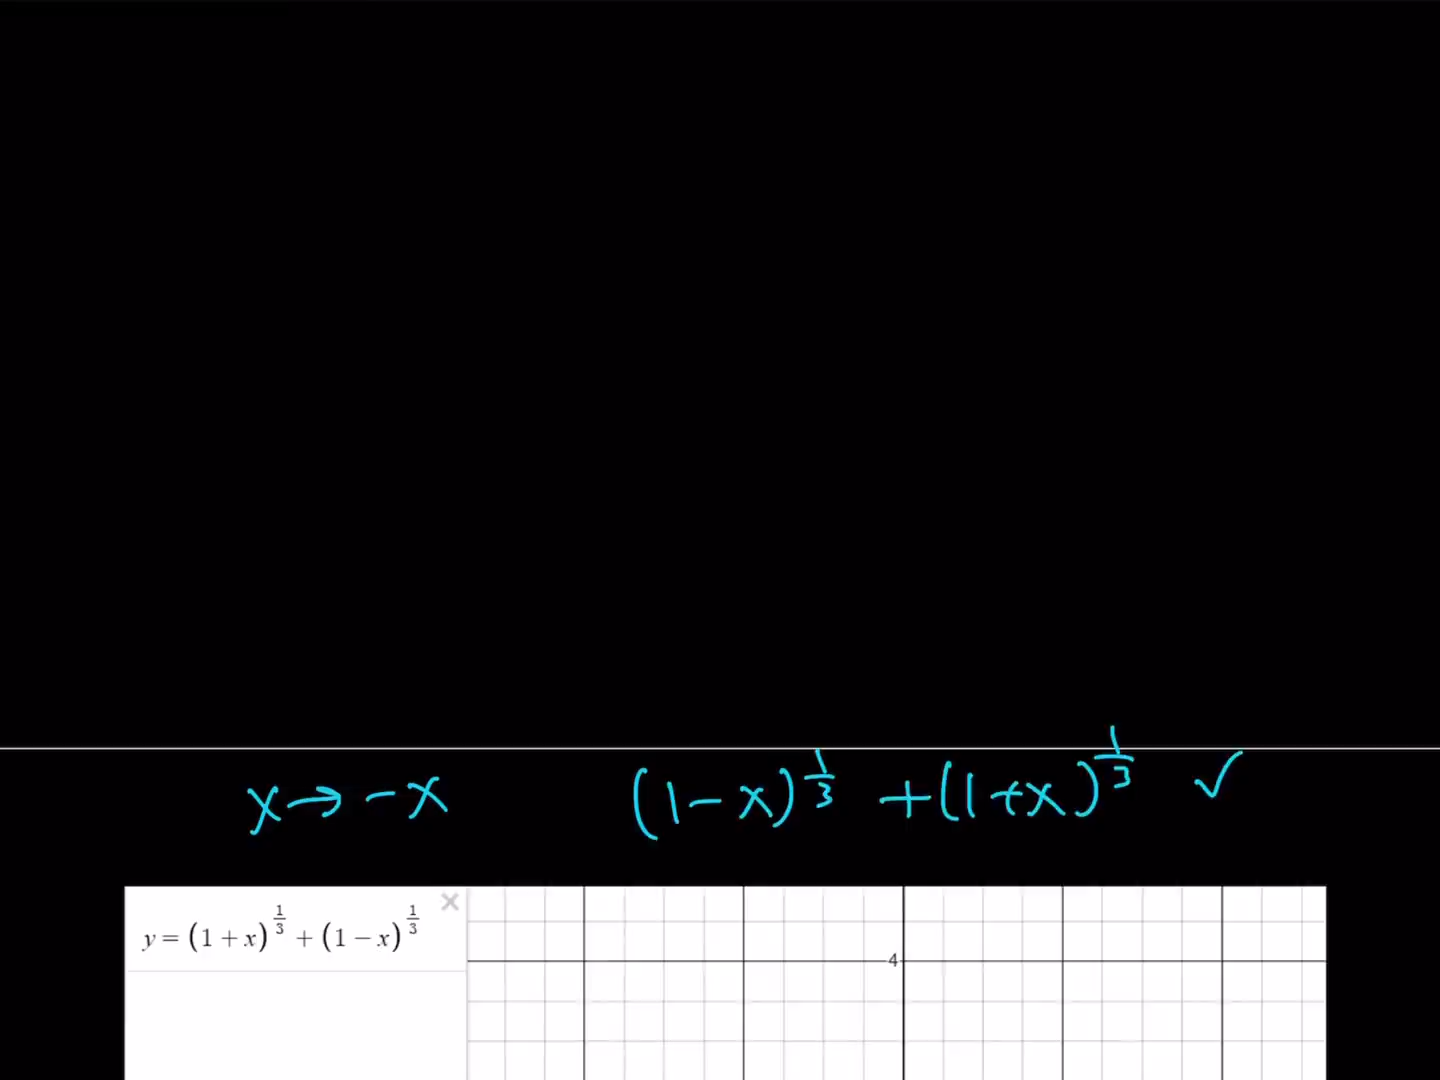 x → -x (1-x)^{1/3} + (1+x)^{1/3} ✓
y = (1 + x)^{1/3} + (1 − x)^{1/3}
4